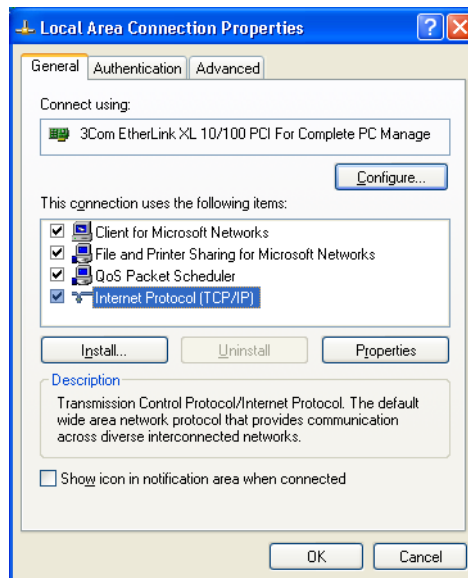 Local Area Connection Properties
General Authentication Advanced
Connect using:
3Com EtherLink XL 10/100 PCI For Complete PC Manage
Configure...
This connection uses the following items:
Client for Microsoft Networks
File and Printer Sharing for Microsoft Networks
QoS Packet Scheduler
Internet Protocol (TCP/IP)
Install... Uninstall Properties
Description
Transmission Control Protocol/Internet Protocol. The default
wide area network protocol that provides communication
across diverse interconnected networks.
Show icon in notification area when connected
OK Cancel